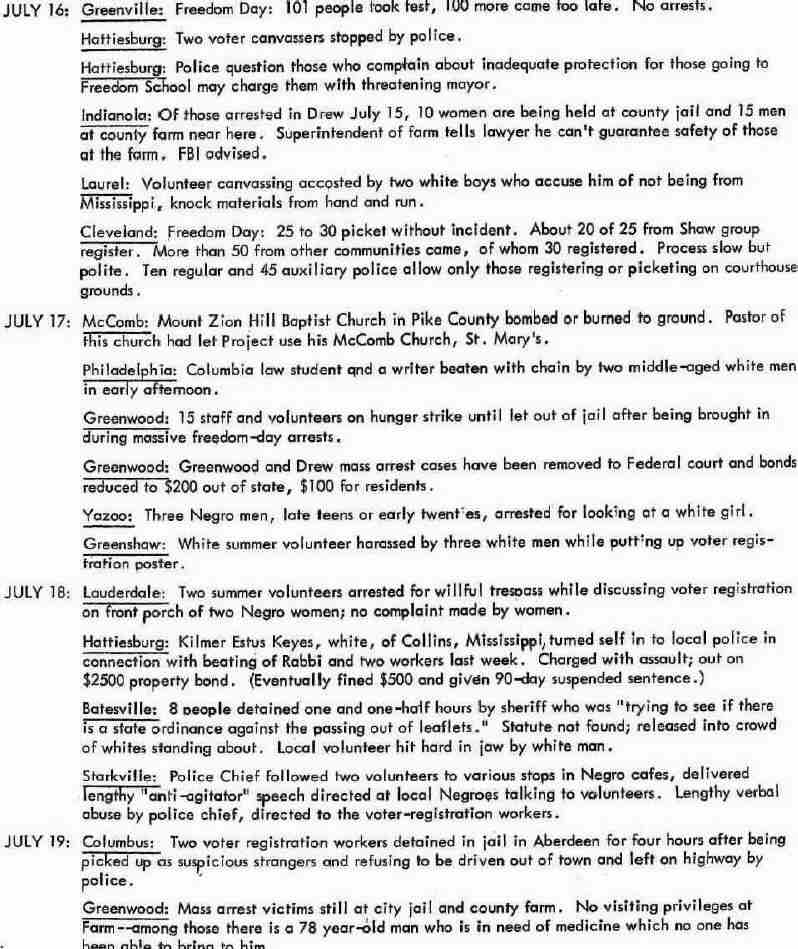 JULY 16: Greenville: Freedom Day: 101 people took test, 100 more came too late. No arrests.
Hattiesburg: Two voter canvassers stopped by police.
Hattiesburg: Police question those who complain about inadequate protection for those going to
Freedom School may charge them with threatening mayor.
Indianola: Of those arrested in Drew July 15, 10 women are being held at county jail and 15 men
at county farm near here. Superintendent of farm tells lawyer he can't guarantee safety of those
at the farm. FBI advised.
Laurel: Volunteer canvassing accosted by two white boys who accuse him of not being from
Mississippi, knock materials from hand and run.
Cleveland: Freedom Day: 25 to 30 picket without incident. About 20 of 25 from Shaw group
register. More than 50 from other communities came, of whom 30 registered. Process slow but
polite. Ten regular and 45 auxiliary police allow only those registering or picketing on courthouse
grounds.
JULY 17: McComb: Mount Zion Hill Baptist Church in Pike County bombed or burned to ground. Pastor of
this church had let Project use his McComb Church, St. Mary's.
Philadelphia: Columbia law student and a writer beaten with chain by two middle-aged white men
in early afternoon.
Greenwood: 15 staff and volunteers on hunger strike until let out of jail after being brought in
during massive freedom-day arrests.
Greenwood: Greenwood and Drew mass arrest cases have been removed to Federal court and bonds
reduced to $200 out of state, $100 for residents.
Yazoo: Three Negro men, late teens or early twenties, arrested for looking at a white girl.
Greenshaw: White summer volunteer harassed by three white men while putting up voter regis-
tration poster.
JULY 18: Lauderdale: Two summer volunteers arrested for willful trespass while discussing voter registration
on front porch of two Negro women; no complaint made by women.
Hattiesburg: Kilmer Estus Keyes, white, of Collins, Mississippi, turned self in to local police in
connection with beating of Rabbi and two workers last week. Charged with assault; out on
$2500 property bond. (Eventually fined $500 and given 90-day suspended sentence.)
Batesville: 8 people detained one and one-half hours by sheriff who was "trying to see if there
is a state ordinance against the passing out of leaflets." Statute not found; released into crowd
of whites standing about. Local volunteer hit hard in jaw by white man.
Starkville: Police Chief followed two volunteers to various stops in Negro cafes, delivered
lengthy "anti-agitator" speech directed at local Negroes talking to volunteers. Lengthy verbal
abuse by police chief, directed to the voter-registration workers.
JULY 19: Columbus: Two voter registration workers detained in jail in Aberdeen for four hours after being
picked up as suspicious strangers and refusing to be driven out of town and left on highway by
police.
Greenwood: Mass arrest victims still at city jail and county farm. No visiting privileges at
Farm--among those there is a 78 year-old man who is in need of medicine which no one has
been able to bring to him